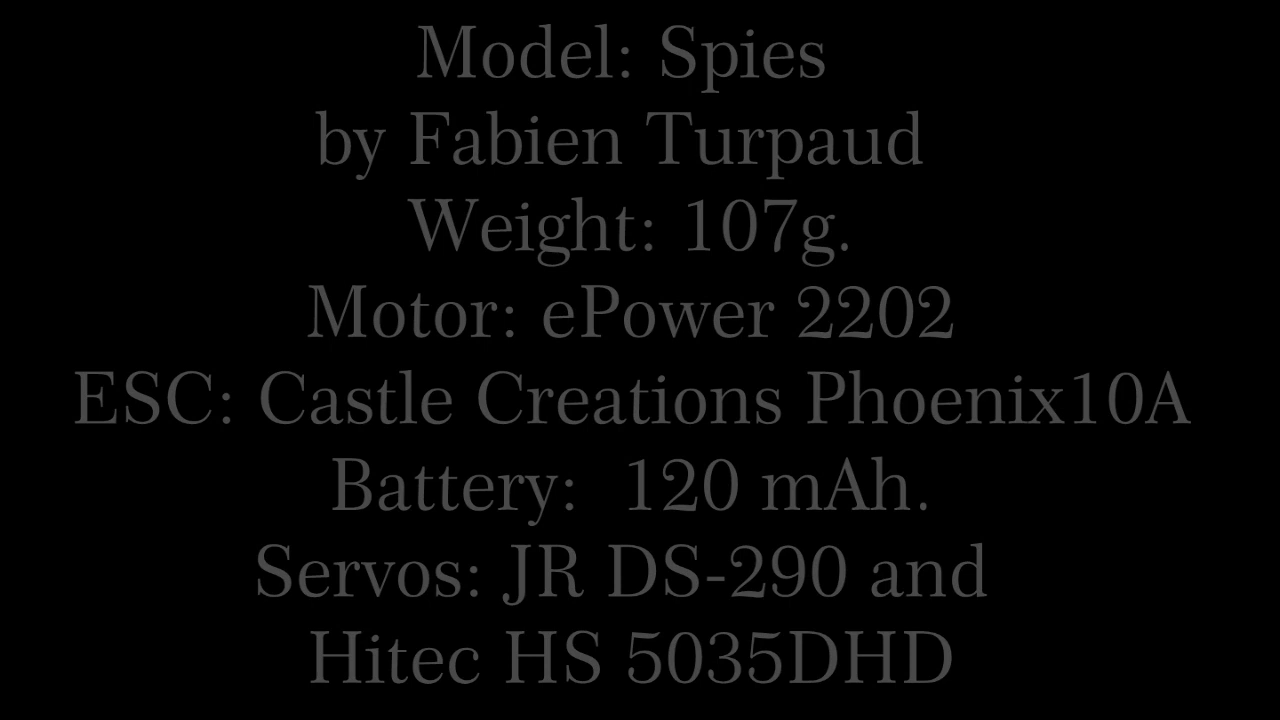 Model: Spies
by Fabien Turpaud
Weight: 107g.
Motor: ePower 2202
ESC: Castle Creations Phoenix10A
Battery:  120 mAh.
Servos: JR DS-290 and
Hitec HS 5035DHD